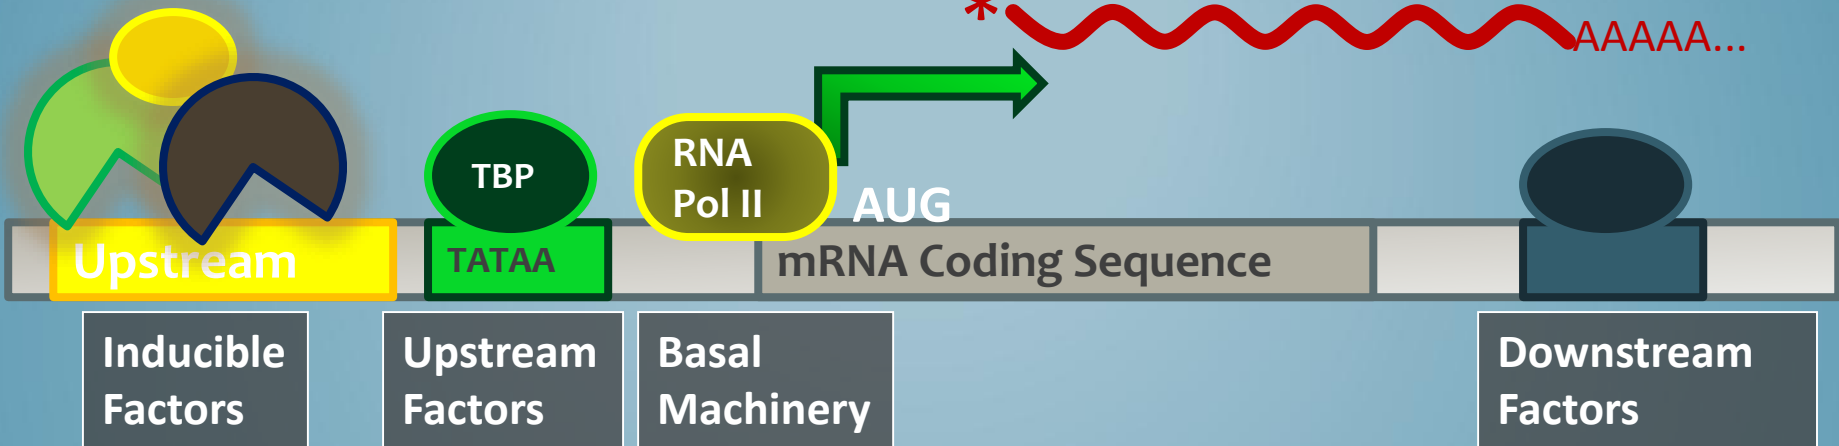 *
AAAAA...
TBP
RNA
Pol II
AUG
Upstream
TATAA
mRNA Coding Sequence
Inducible
Factors
Upstream
Factors
Basal
Machinery
Downstream
Factors